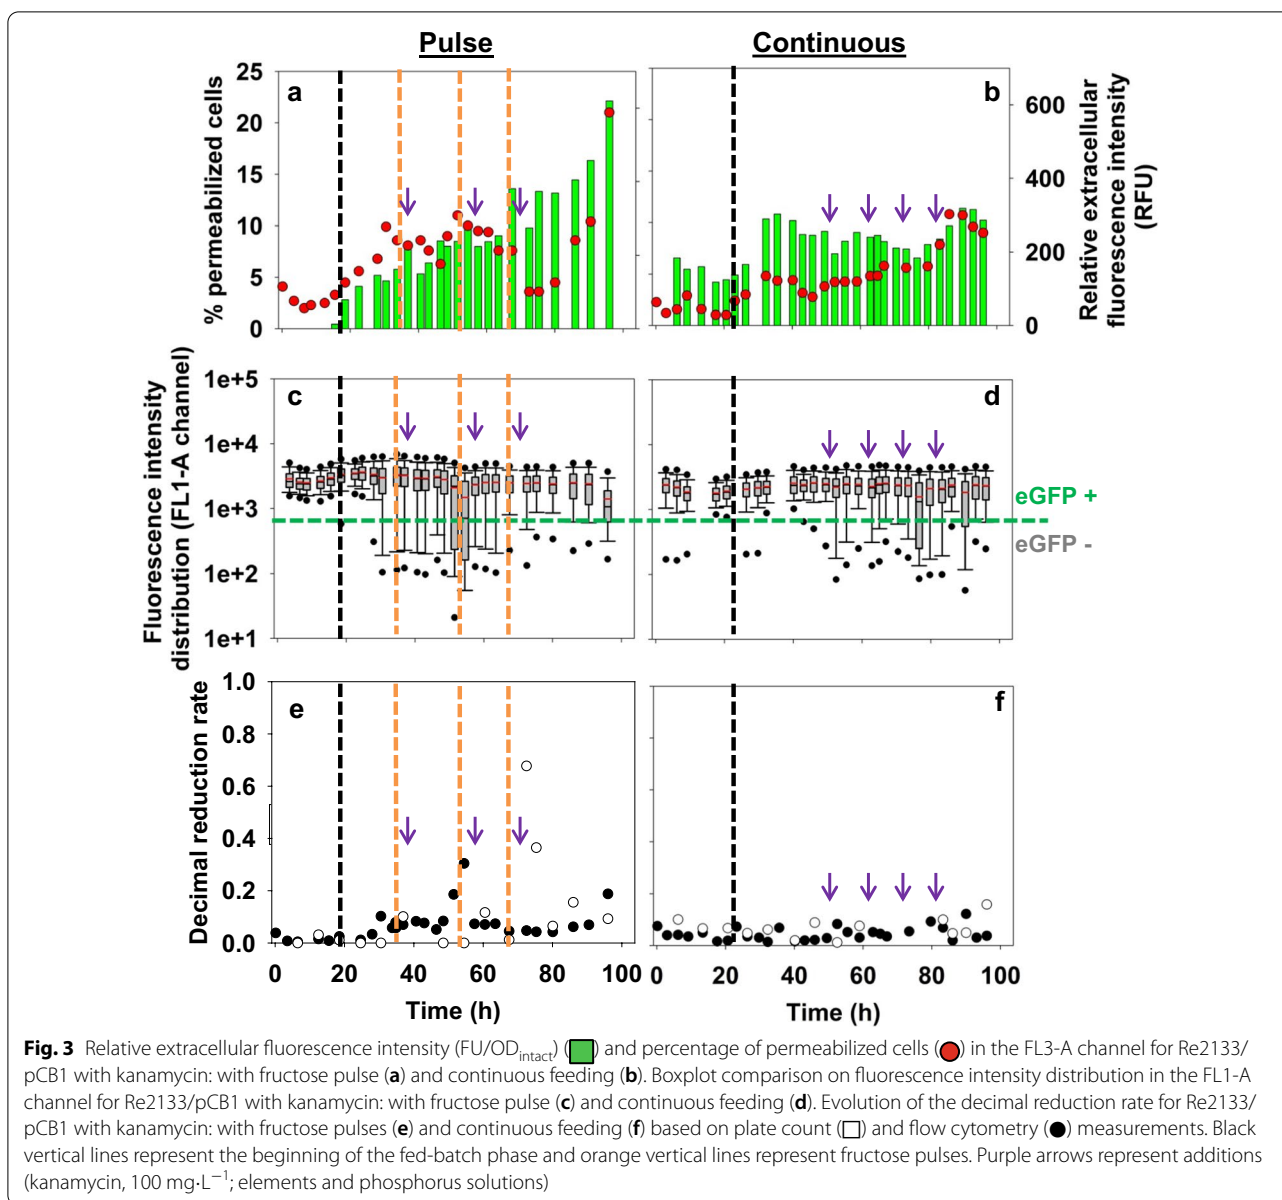 Pulse
Continuous
a
b
% permeabilized cells
25
20
15
10
5
0
600
400
200
0
Relative extracellular
fluorescence intensity
(RFU)
c
d
Fluorescence intensity
distribution (FL1-A channel)
1e+5
1e+4
1e+3
1e+2
1e+1
eGFP +
eGFP -
e
f
Decimal reduction rate
1.0
0.8
0.6
0.4
0.2
0.0
0 20 40 60 80 100
0 20 40 60 80 100
Time (h)
Time (h)
Fig. 3 Relative extracellular fluorescence intensity (FU/ODintact) ( ) and percentage of permeabilized cells ( ) in the FL3-A channel for Re2133/
pCB1 with kanamycin: with fructose pulse (a) and continuous feeding (b). Boxplot comparison on fluorescence intensity distribution in the FL1-A
channel for Re2133/pCB1 with kanamycin: with fructose pulse (c) and continuous feeding (d). Evolution of the decimal reduction rate for Re2133/
pCB1 with kanamycin: with fructose pulses (e) and continuous feeding (f) based on plate count (□) and flow cytometry (●) measurements. Black
vertical lines represent the beginning of the fed-batch phase and orange vertical lines represent fructose pulses. Purple arrows represent additions
(kanamycin, 100 mg·L−1; elements and phosphorus solutions)